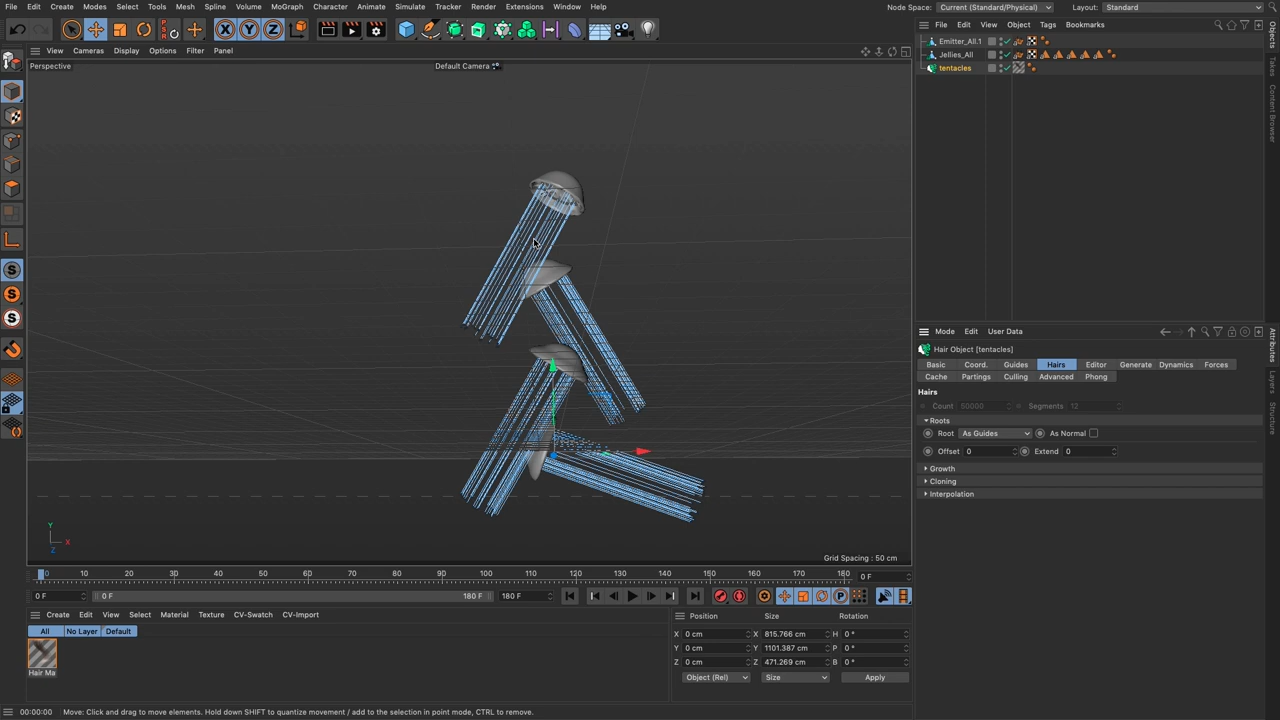 File Edit Create Modes Select Tools Mesh Spline Volume MoGraph Character Animate Simulate Tracker Render Extensions Window Help Node Space: Current (Standard/Physical) Layout: Standard
X Y Z
View Cameras Display Options Filter Panel
Perspective
Default Camera
Y
X
Z
Grid Spacing : 50 cm
File Edit View Object Tags Bookmarks
Emitter_All.1
Jellies_All
tentacles
Objects
Takes
Content Browser
Mode Edit User Data
Hair Object [tentacles]
Basic Coord. Guides Hairs Editor Generate Dynamics Forces
Cache Partings Culling Advanced Phong
Hairs
Count 50000 Segments 12
Roots
Root As Guides As Normal
Offset 0 Extend 0
Growth
Cloning
Interpolation
Attributes
Layers
Structure
0 10 20 30 40 50 60 70 80 90 100 110 120 130 140 150 160 170 180 0 F
0 F 0 F 180 F 180 F
Create Edit View Select Material Texture CV-Swatch CV-Import
All No Layer Default
Hair Ma
Position Size Rotation
X 0 cm X 815.766 cm H 0 °
Y 0 cm Y 1101.387 cm P 0 °
Z 0 cm Z 471.269 cm B 0 °
Object (Rel) Size Apply
00:00:00 Move: Click and drag to move elements. Hold down SHIFT to quantize movement / add to the selection in point mode, CTRL to remove.